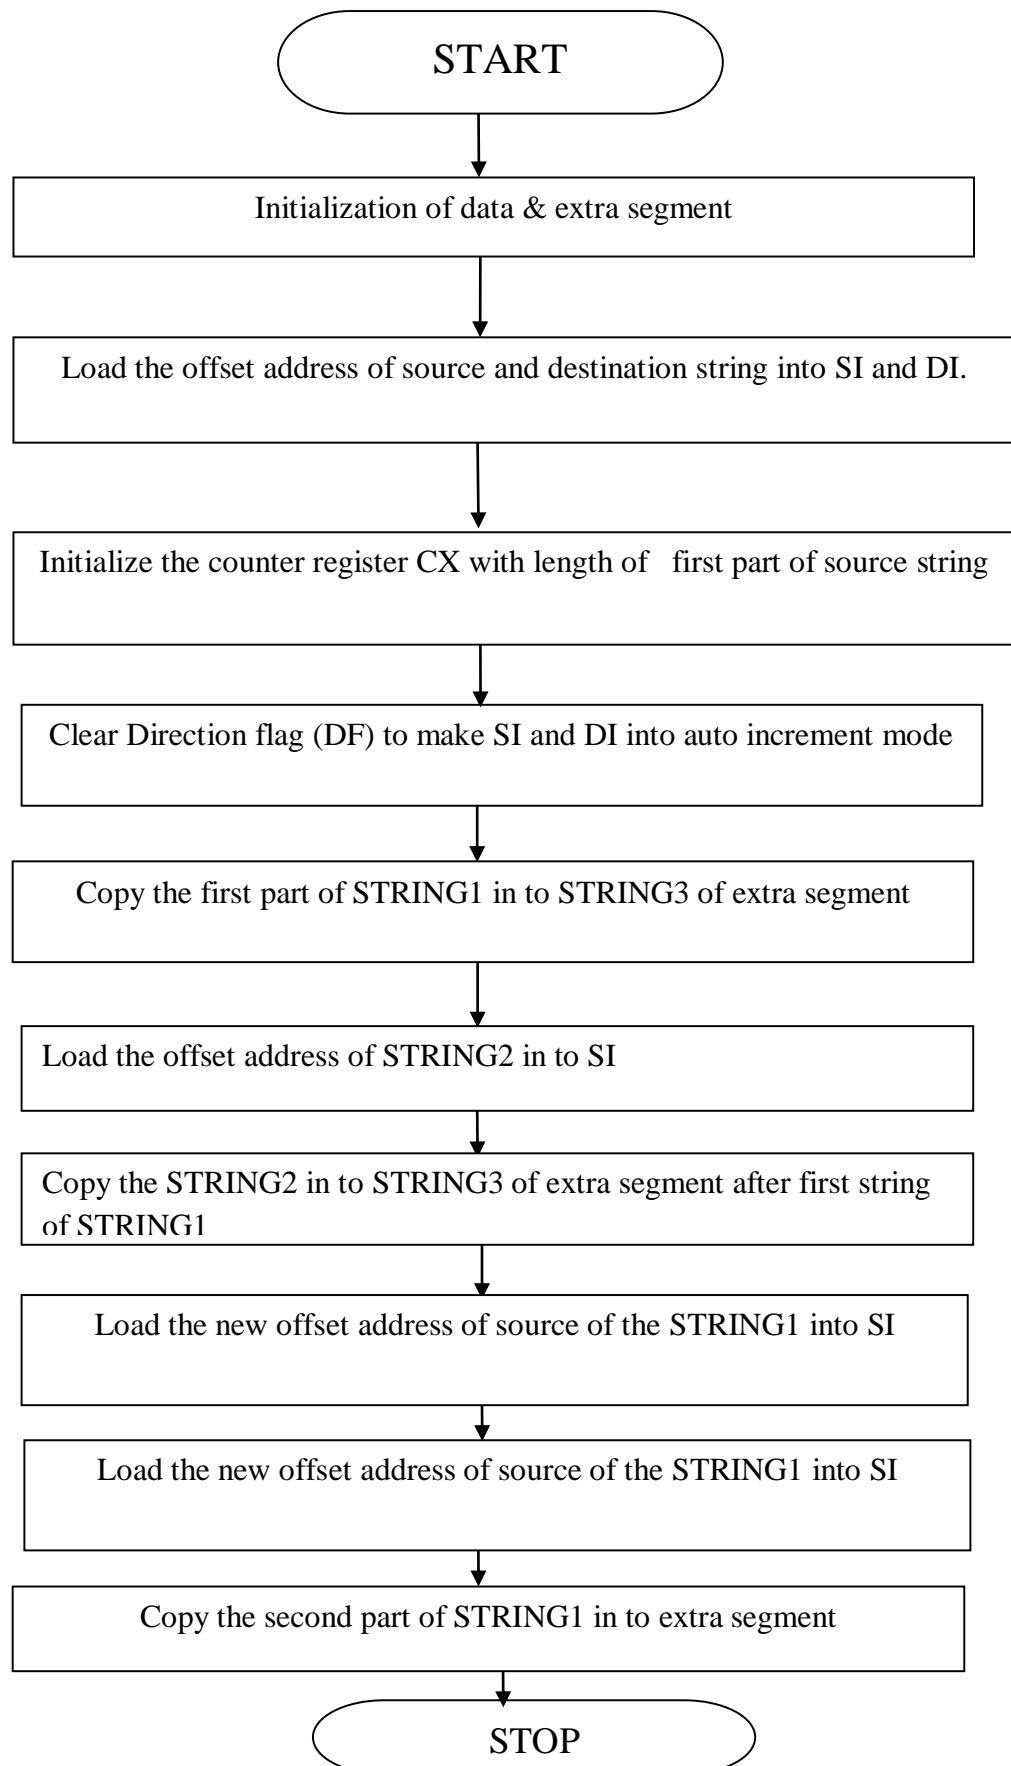 START
Initialization of data & extra segment
Load the offset address of source and destination string into SI and DI.
Initialize the counter register CX with length of first part of source string
Clear Direction flag (DF) to make SI and DI into auto increment mode
Copy the first part of STRING1 in to STRING3 of extra segment
Load the offset address of STRING2 in to SI
Copy the STRING2 in to STRING3 of extra segment after first string
of STRING1
Load the new offset address of source of the STRING1 into SI
Load the new offset address of source of the STRING1 into SI
Copy the second part of STRING1 in to extra segment
STOP